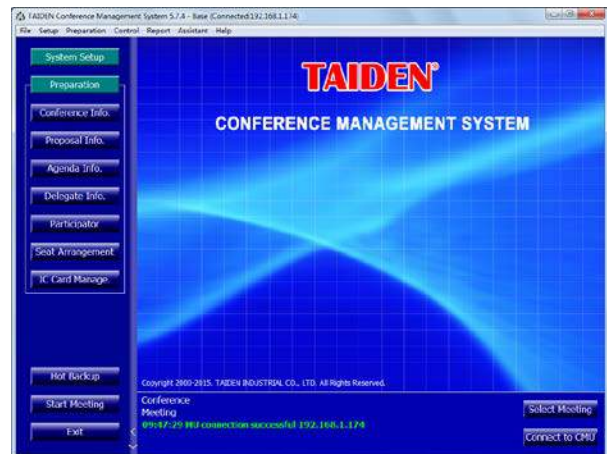 TAIDEN Conference Management System 5.7.4 - Base (Connected:192.168.1.174)
File Setup Preparation Control Report Assistant Help
System Setup
Preparation
Conference Info.
Proposal Info.
Agenda Info.
Delegate Info.
Participator
Seat Arrangement
IC Card Manage.
Hot Backup
Start Meeting
Exit
TAIDEN®
CONFERENCE MANAGEMENT SYSTEM
Copyright 2000-2015. TAIDEN INDUSTRIAL CO., LTD. All Rights Reserved.
Conference
Meeting
09:47:29 MU connection successful 192.168.1.174
Select Meeting
Connect to CMU